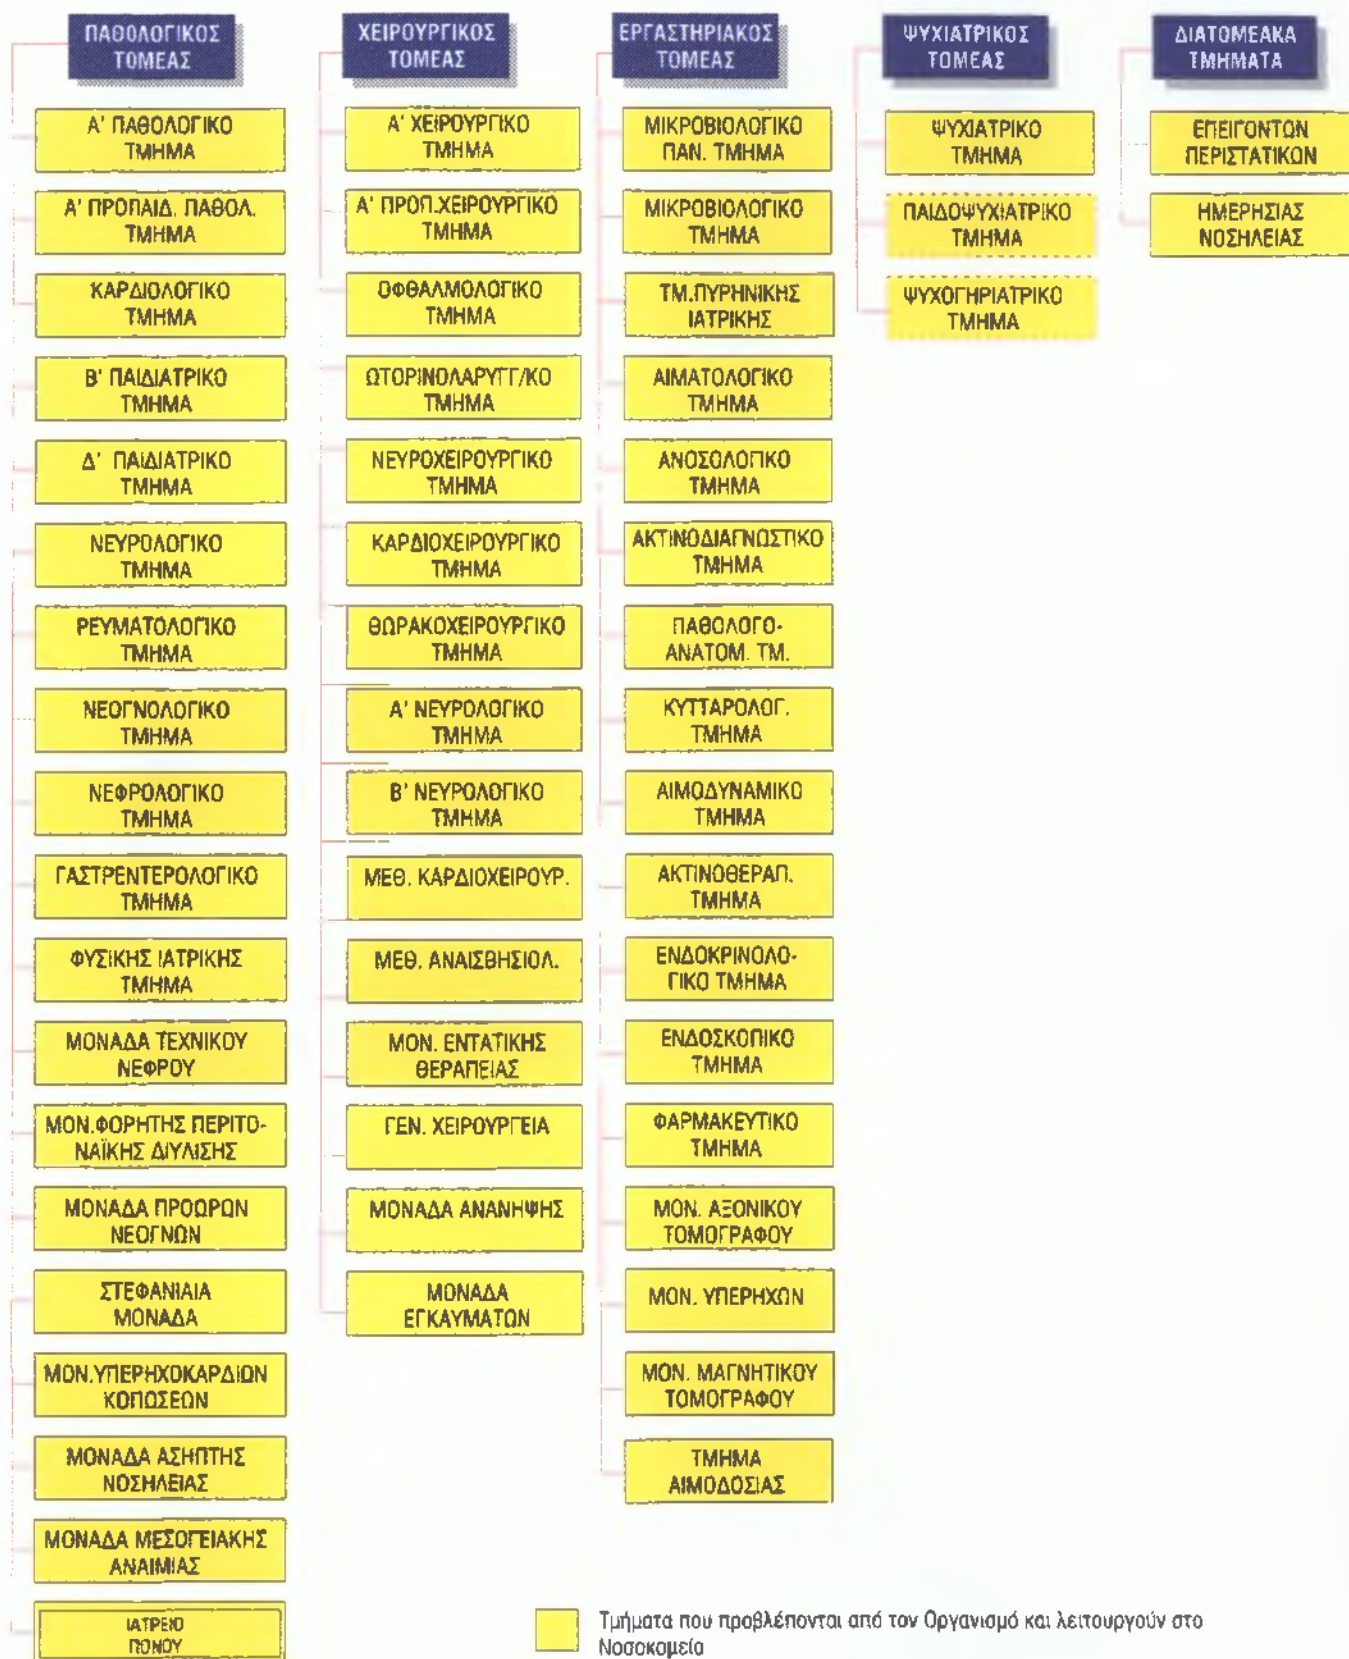 ΠΑΘΟΛΟΓΙΚΟΣ
ΤΟΜΕΑΣ
Α' ΠΑΘΟΛΟΓΙΚΟ
ΤΜΗΜΑ
Α' ΠΡΟΠΑΙΔ. ΠΑΘΟΛ.
ΤΜΗΜΑ
ΚΑΡΔΙΟΛΟΓΙΚΟ
ΤΜΗΜΑ
Β' ΠΑΙΔΙΑΤΡΙΚΟ
ΤΜΗΜΑ
Δ' ΠΑΙΔΙΑΤΡΙΚΟ
ΤΜΗΜΑ
ΝΕΥΡΟΛΟΓΙΚΟ
ΤΜΗΜΑ
ΡΕΥΜΑΤΟΛΟΓΙΚΟ
ΤΜΗΜΑ
ΝΕΟΓΝΟΛΟΓΙΚΟ
ΤΜΗΜΑ
ΝΕΦΡΟΛΟΓΙΚΟ
ΤΜΗΜΑ
ΓΑΣΤΡΕΝΤΕΡΟΛΟΓΙΚΟ
ΤΜΗΜΑ
ΦΥΣΙΚΗΣ ΙΑΤΡΙΚΗΣ
ΤΜΗΜΑ
ΜΟΝΑΔΑ ΤΕΧΝΙΚΟΥ
ΝΕΦΡΟΥ
ΜΟΝ.ΦΟΡΗΤΗΣ ΠΕΡΙΤΟ-
ΝΑΪΚΗΣ ΔΙΥΛΙΣΗΣ
ΜΟΝΑΔΑ ΠΡΟΩΡΩΝ
ΝΕΟΓΝΩΝ
ΣΤΕΦΑΝΙΑΙΑ
ΜΟΝΑΔΑ
ΜΟΝ.ΥΠΕΡΗΧΟΚΑΡΔΙΩΝ
ΚΟΠΩΣΕΩΝ
ΜΟΝΑΔΑ ΑΣΗΠΤΗΣ
ΝΟΣΗΛΕΙΑΣ
ΜΟΝΑΔΑ ΜΕΣΟΓΕΙΑΚΗΣ
ΑΝΑΙΜΙΑΣ
ΙΑΤΡΕΙΟ
ΠΟΝΟΥ
ΧΕΙΡΟΥΡΓΙΚΟΣ
ΤΟΜΕΑΣ
Α' ΧΕΙΡΟΥΡΓΙΚΟ
ΤΜΗΜΑ
Α' ΠΡΟΠ.ΧΕΙΡΟΥΡΓΙΚΟ
ΤΜΗΜΑ
ΟΦΘΑΛΜΟΛΟΓΙΚΟ
ΤΜΗΜΑ
ΩΤΟΡΙΝΟΛΑΡΥΓΓ/ΚΟ
ΤΜΗΜΑ
ΝΕΥΡΟΧΕΙΡΟΥΡΓΙΚΟ
ΤΜΗΜΑ
ΚΑΡΔΙΟΧΕΙΡΟΥΡΓΙΚΟ
ΤΜΗΜΑ
ΘΩΡΑΚΟΧΕΙΡΟΥΡΓΙΚΟ
ΤΜΗΜΑ
Α' ΝΕΥΡΟΛΟΓΙΚΟ
ΤΜΗΜΑ
Β' ΝΕΥΡΟΛΟΓΙΚΟ
ΤΜΗΜΑ
ΜΕΘ. ΚΑΡΔΙΟΧΕΙΡΟΥΡ.
ΜΕΘ. ΑΝΑΙΣΘΗΣΙΟΛ.
ΜΟΝ. ΕΝΤΑΤΙΚΗΣ
ΘΕΡΑΠΕΙΑΣ
ΓΕΝ. ΧΕΙΡΟΥΡΓΕΙΑ
ΜΟΝΑΔΑ ΑΝΑΝΗΨΗΣ
ΜΟΝΑΔΑ
ΕΓΚΑΥΜΑΤΩΝ
ΕΡΓΑΣΤΗΡΙΑΚΟΣ
ΤΟΜΕΑΣ
ΜΙΚΡΟΒΙΟΛΟΓΙΚΟ
ΠΑΝ. ΤΜΗΜΑ
ΜΙΚΡΟΒΙΟΛΟΓΙΚΟ
ΤΜΗΜΑ
ΤΜ.ΠΥΡΗΝΙΚΗΣ
ΙΑΤΡΙΚΗΣ
ΑΙΜΑΤΟΛΟΓΙΚΟ
ΤΜΗΜΑ
ΑΝΟΣΟΛΟΓΙΚΟ
ΤΜΗΜΑ
ΑΚΤΙΝΟΔΙΑΓΝΩΣΤΙΚΟ
ΤΜΗΜΑ
ΠΑΘΟΛΟΓΟ-
ΑΝΑΤΟΜ. ΤΜ.
ΚΥΤΤΑΡΟΛΟΓ.
ΤΜΗΜΑ
ΑΙΜΟΔΥΝΑΜΙΚΟ
ΤΜΗΜΑ
ΑΚΤΙΝΟΘΕΡΑΠ.
ΤΜΗΜΑ
ΕΝΔΟΚΡΙΝΟΛΟ-
ΓΙΚΟ ΤΜΗΜΑ
ΕΝΔΟΣΚΟΠΙΚΟ
ΤΜΗΜΑ
ΦΑΡΜΑΚΕΥΤΙΚΟ
ΤΜΗΜΑ
ΜΟΝ. ΑΞΟΝΙΚΟΥ
ΤΟΜΟΓΡΑΦΟΥ
ΜΟΝ. ΥΠΕΡΗΧΩΝ
ΜΟΝ. ΜΑΓΝΗΤΙΚΟΥ
ΤΟΜΟΓΡΑΦΟΥ
ΤΜΗΜΑ
ΑΙΜΟΔΟΣΙΑΣ
ΨΥΧΙΑΤΡΙΚΟΣ
ΤΟΜΕΑΣ
ΨΥΧΙΑΤΡΙΚΟ
ΤΜΗΜΑ
ΠΑΙΔΟΨΥΧΙΑΤΡΙΚΟ
ΤΜΗΜΑ
ΨΥΧΟΓΗΡΙΑΤΡΙΚΟ
ΤΜΗΜΑ
ΔΙΑΤΟΜΕΑΚΑ
ΤΜΗΜΑΤΑ
ΕΠΕΙΓΟΝΤΩΝ
ΠΕΡΙΣΤΑΤΙΚΩΝ
ΗΜΕΡΗΣΙΑΣ
ΝΟΣΗΛΕΙΑΣ
Τμήματα που προβλέπονται από τον Οργανισμό και λειτουργούν στο
Νοσοκομείο